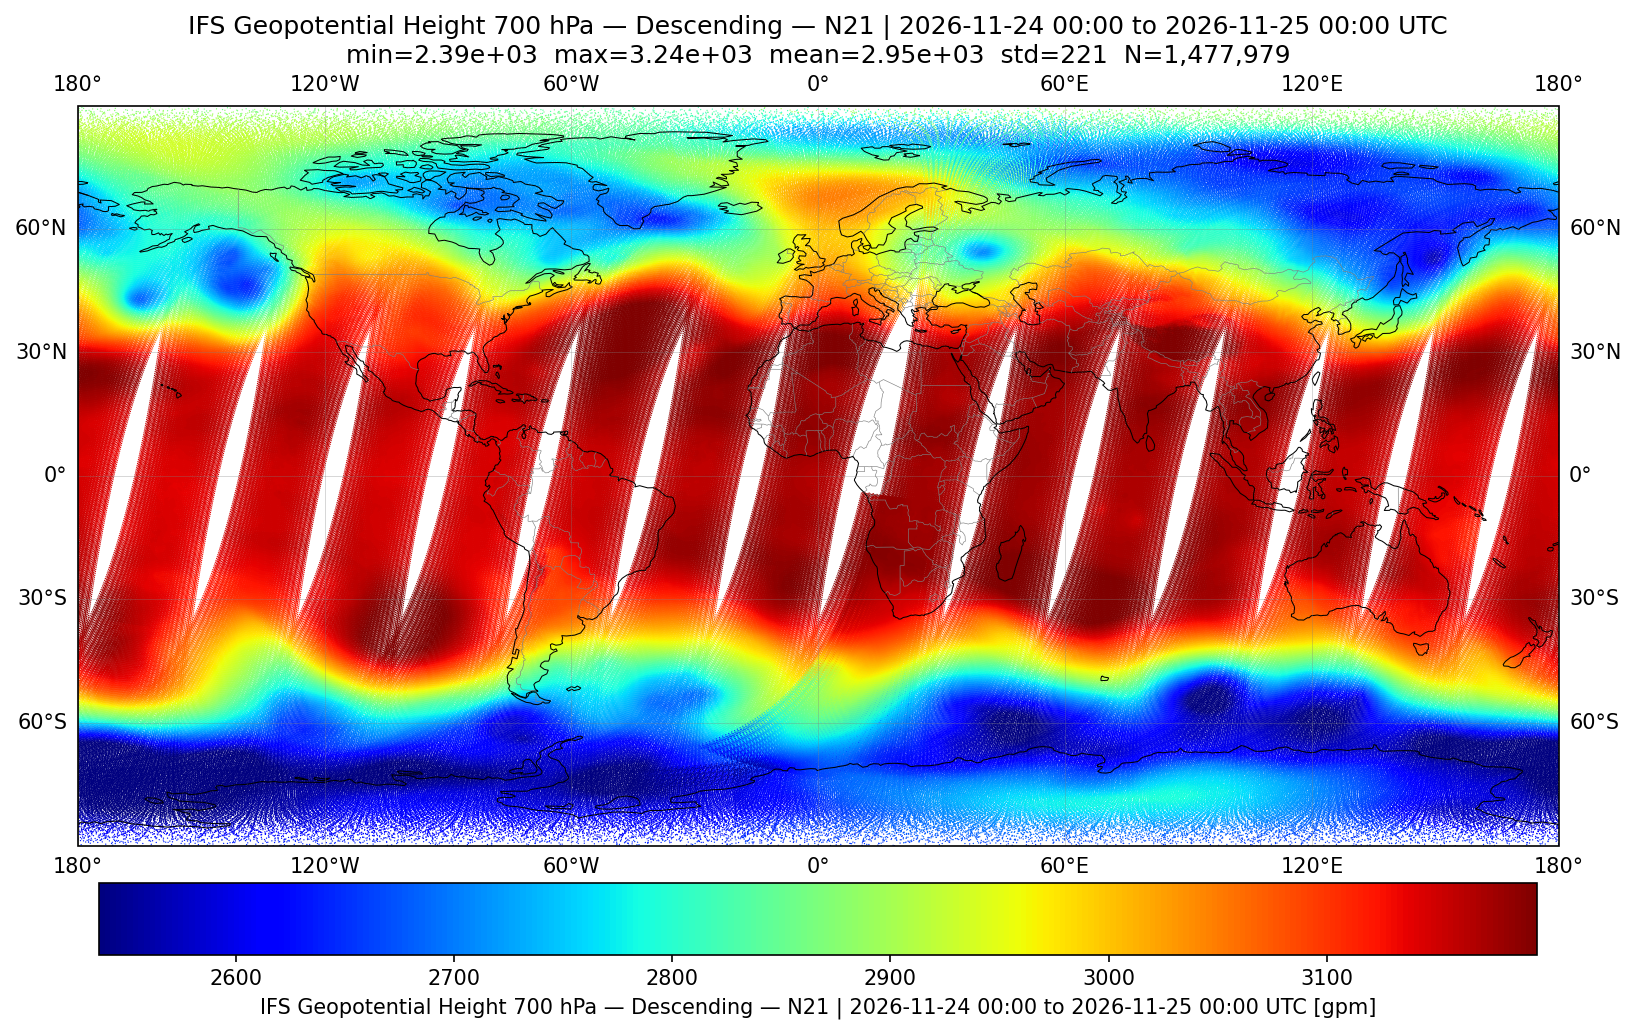 IFS Geopotential Height 700 hPa — Descending — N21 | 2026-11-24 00:00 to 2026-11-25 00:00 UTC
min=2.39e+03 max=3.24e+03 mean=2.95e+03 std=221 N=1,477,979
180° 120°W 60°W 0° 60°E 120°E 180°
60°N 60°N
30°N 30°N
0° 0°
30°S 30°S
60°S 60°S
180° 120°W 60°W 0° 60°E 120°E 180°
2600 2700 2800 2900 3000 3100
IFS Geopotential Height 700 hPa — Descending — N21 | 2026-11-24 00:00 to 2026-11-25 00:00 UTC [gpm]